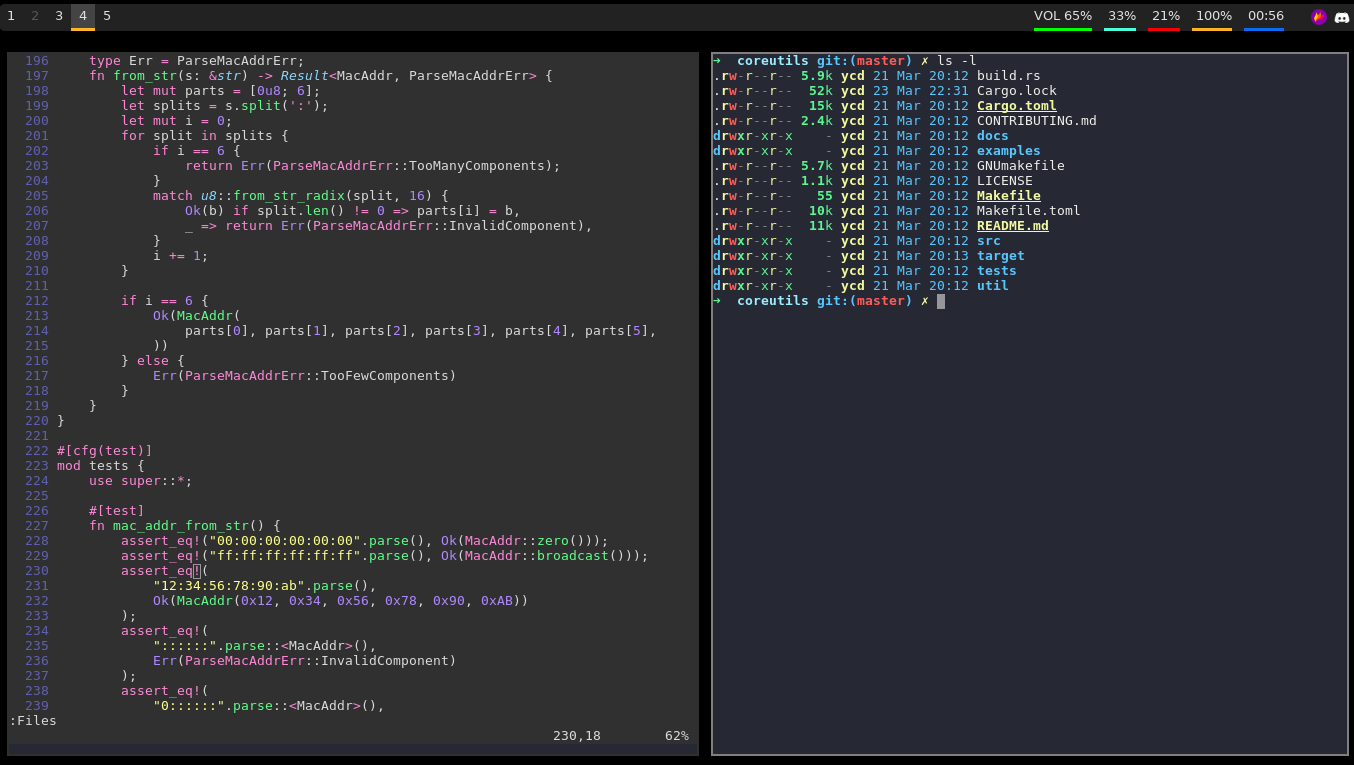 1 2 3 4 5 VOL 65% 33% 21% 100% 00:56
196     type Err = ParseMacAddrErr;
197     fn from_str(s: &str) -> Result<MacAddr, ParseMacAddrErr> {
198         let mut parts = [0u8; 6];
199         let splits = s.split(':');
200         let mut i = 0;
201         for split in splits {
202             if i == 6 {
203                 return Err(ParseMacAddrErr::TooManyComponents);
204             }
205             match u8::from_str_radix(split, 16) {
206                 Ok(b) if split.len() != 0 => parts[i] = b,
207                 _ => return Err(ParseMacAddrErr::InvalidComponent),
208             }
209             i += 1;
210         }
211
212         if i == 6 {
213             Ok(MacAddr(
214                 parts[0], parts[1], parts[2], parts[3], parts[4], parts[5],
215             ))
216         } else {
217             Err(ParseMacAddrErr::TooFewComponents)
218         }
219     }
220 }
221
222 #[cfg(test)]
223 mod tests {
224     use super::*;
225
226     #[test]
227     fn mac_addr_from_str() {
228         assert_eq!("00:00:00:00:00:00".parse(), Ok(MacAddr::zero()));
229         assert_eq!("ff:ff:ff:ff:ff:ff".parse(), Ok(MacAddr::broadcast()));
230         assert_eq!(
231             "12:34:56:78:90:ab".parse(),
232             Ok(MacAddr(0x12, 0x34, 0x56, 0x78, 0x90, 0xAB))
233         );
234         assert_eq!(
235             "::::::".parse::<MacAddr>(),
236             Err(ParseMacAddrErr::InvalidComponent)
237         );
238         assert_eq!(
239             "0::::::".parse::<MacAddr>(),
:Files
230,18        62%
➜  coreutils git:(master) ✗ ls -l
.rw-r--r-- 5.9k ycd 21 Mar 20:12 build.rs
.rw-r--r--  52k ycd 23 Mar 22:31 Cargo.lock
.rw-r--r--  15k ycd 21 Mar 20:12 Cargo.toml
.rw-r--r-- 2.4k ycd 21 Mar 20:12 CONTRIBUTING.md
drwxr-xr-x    - ycd 21 Mar 20:12 docs
drwxr-xr-x    - ycd 21 Mar 20:12 examples
.rw-r--r-- 5.7k ycd 21 Mar 20:12 GNUmakefile
.rw-r--r-- 1.1k ycd 21 Mar 20:12 LICENSE
.rw-r--r--   55 ycd 21 Mar 20:12 Makefile
.rw-r--r--  10k ycd 21 Mar 20:12 Makefile.toml
.rw-r--r--  11k ycd 21 Mar 20:12 README.md
drwxr-xr-x    - ycd 21 Mar 20:12 src
drwxr-xr-x    - ycd 21 Mar 20:13 target
drwxr-xr-x    - ycd 21 Mar 20:12 tests
drwxr-xr-x    - ycd 21 Mar 20:12 util
➜  coreutils git:(master) ✗